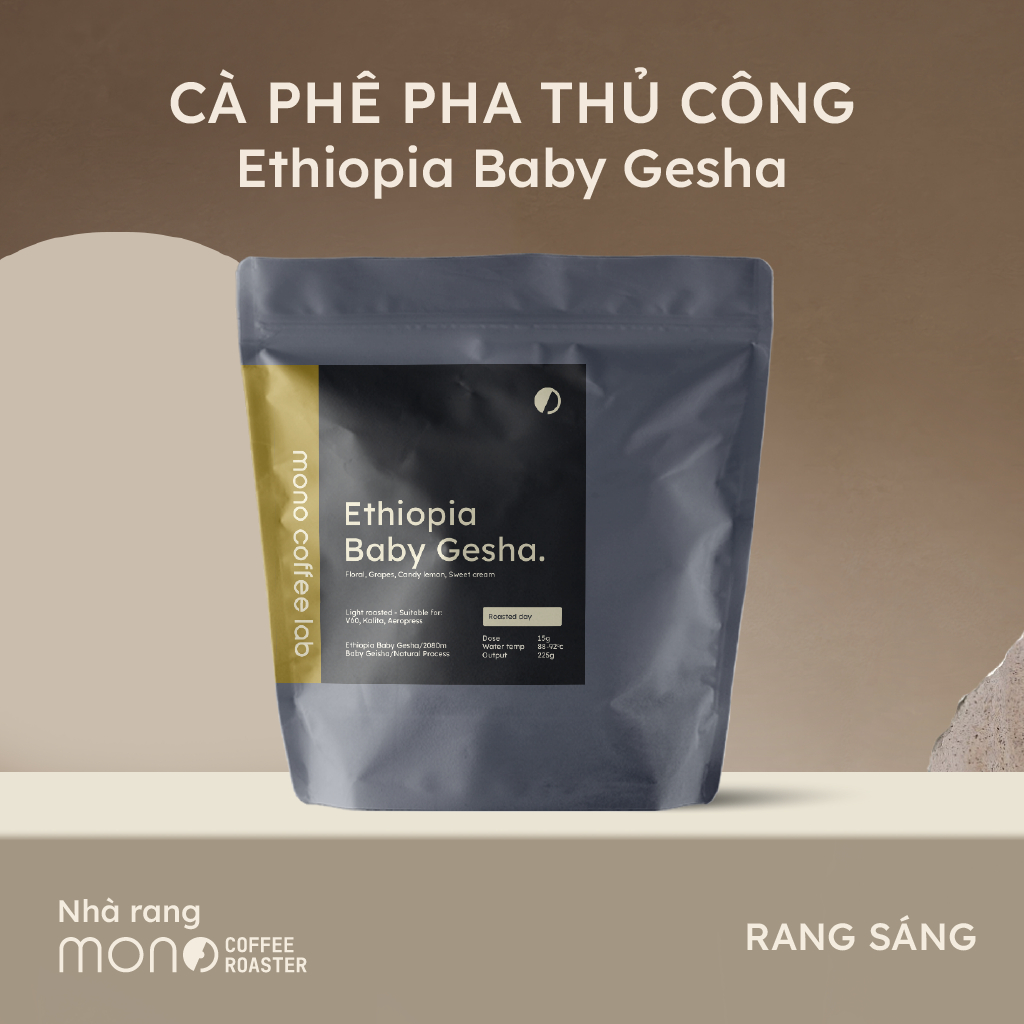 CÀ PHÊ PHA THỦ CÔNG
Ethiopia Baby Gesha
mono coffee lab
Ethiopia
Baby Gesha.
Floral, Grapes, Candy lemon, Sweet cream
Light roasted - Suitable for:
V60, Kalita, Aeropress
Ethiopia Baby Gesha/2080m
Baby Geisha/Natural Process
Roasted day
Dose 15g
Water temp 88-92°c
Output 225g
Nhà rang
mono COFFEE
ROASTER
RANG SÁNG